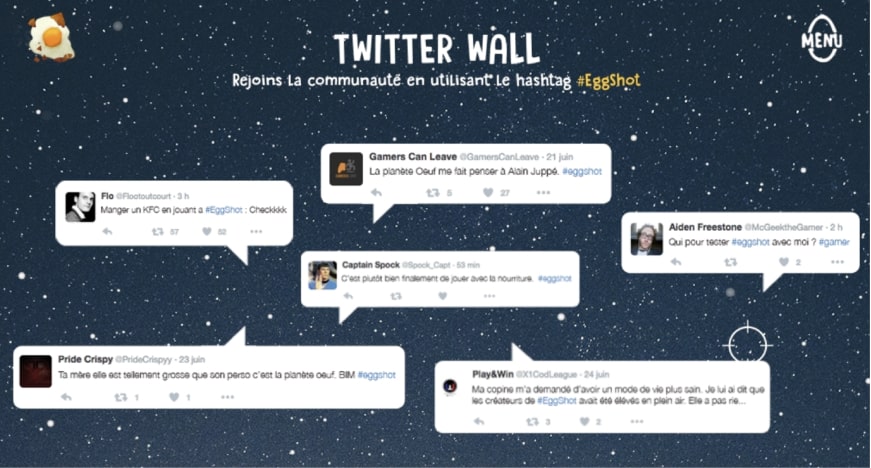 TWITTER WALL
MENU
Rejoins la communauté en utilisant le hashtag #EggShot
Gamers Can Leave @GamersCanLeave · 21 juin
La planète Oeuf me fait penser à Alain Juppé. #eggshot
5 27
Flo @Flootoutcourt · 3 h
Manger un KFC en jouant a #EggShot : Checkkkk
57 52
Aiden Freestone @McGeektheGamer · 2 h
Qui pour tester #eggshot avec moi ? #gamer
2
Captain Spock @Spock_Capt · 53 min
C'est plutôt bien finalement de jouer avec la nourriture. #eggshot
Pride Crispy @PrideCrispyy · 23 juin
Ta mère elle est tellement grosse que son perso c'est la planète oeuf. BIM #eggshot
1 1
Play&Win @X1CodLeague · 24 juin
Ma copine m'a demandé d'avoir un mode de vie plus sain. Je lui ai dit que
les créateurs de #EggShot avait été élevés en plein air. Elle a pas rie...
3 2